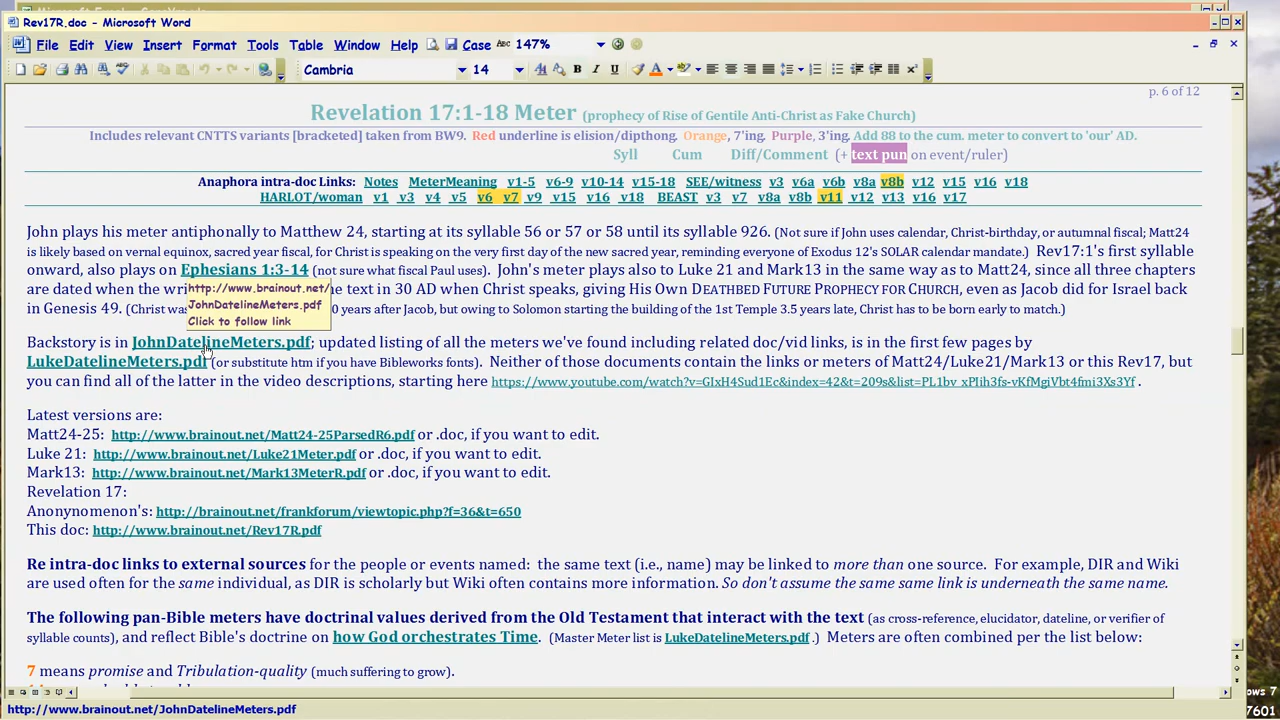 Rev17R.doc - Microsoft Word
File Edit View Insert Format Tools Table Window Help Case ABC 147%
Cambria 14
p. 6 of 12
Revelation 17:1-18 Meter (prophecy of Rise of Gentile Anti-Christ as Fake Church)
Includes relevant CNTTS variants [bracketed] taken from BW9. Red underline is elision/dipthong. Orange, 7'ing. Purple, 3'ing. Add 88 to the cum. meter to convert to 'our' AD.
Syll Cum Diff/Comment (+ text pun on event/ruler)
Anaphora intra-doc Links: Notes MeterMeaning v1-5 v6-9 v10-14 v15-18 SEE/witness v3 v6a v6b v8a v8b v12 v15 v16 v18
HARLOT/woman v1 v3 v4 v5 v6 v7 v9 v15 v16 v18 BEAST v3 v7 v8a v8b v11 v12 v13 v16 v17
John plays his meter antiphonally to Matthew 24, starting at its syllable 56 or 57 or 58 until its syllable 926. (Not sure if John uses calendar, Christ-birthday, or autumnal fiscal; Matt24
is likely based on vernal equinox, sacred year fiscal, for Christ is speaking on the very first day of the new sacred year, reminding everyone of Exodus 12's SOLAR calendar mandate.) Rev17:1's first syllable
onward, also plays on Ephesians 1:3-14 (not sure what fiscal Paul uses). John's meter plays also to Luke 21 and Mark13 in the same way as to Matt24, since all three chapters
are dated when the wri http://www.brainout.net/ he text in 30 AD when Christ speaks, giving His Own DEATHBED FUTURE PROPHECY FOR CHURCH, even as Jacob did for Israel back
JohnDatelineMeters.pdf
in Genesis 49. (Christ was 0 years after Jacob, but owing to Solomon starting the building of the 1st Temple 3.5 years late, Christ had to be born early to match.)
Click to follow link
Backstory is in JohnDatelineMeters.pdf; updated listing of all the meters we've found including related doc/vid links, is in the first few pages by
LukeDatelineMeters.pdf (or substitute htm if you have Bibleworks fonts). Neither of those documents contain the links or meters of Matt24/Luke21/Mark13 or this Rev17, but
you can find all of the latter in the video descriptions, starting here https://www.youtube.com/watch?v=GIxH4Sud1Ec&index=42&t=209s&list=PL1bv_xPIih3fs-vKfMgiVbt4fmi3Xs3Yf .
Latest versions are:
Matt24-25: http://www.brainout.net/Matt24-25ParsedR6.pdf or .doc, if you want to edit.
Luke 21: http://www.brainout.net/Luke21Meter.pdf or .doc, if you want to edit.
Mark13: http://www.brainout.net/Mark13MeterR.pdf or .doc, if you want to edit.
Revelation 17:
Anonynomenon's: http://brainout.net/frankforum/viewtopic.php?f=36&t=650
This doc: http://www.brainout.net/Rev17R.pdf
Re intra-doc links to external sources for the people or events named: the same text (i.e., name) may be linked to more than one source. For example, DIR and Wiki
are used often for the same individual, as DIR is scholarly but Wiki often contains more information. So don't assume the same same link is underneath the same name.
The following pan-Bible meters have doctrinal values derived from the Old Testament that interact with the text (as cross-reference, elucidator, dateline, or verifier of
syllable counts), and reflect Bible's doctrine on how God orchestrates Time. (Master Meter list is LukeDatelineMeters.pdf .) Meters are often combined per the list below:
7 means promise and Tribulation-quality (much suffering to grow).
http://www.brainout.net/JohnDatelineMeters.pdf
ows 7
7601